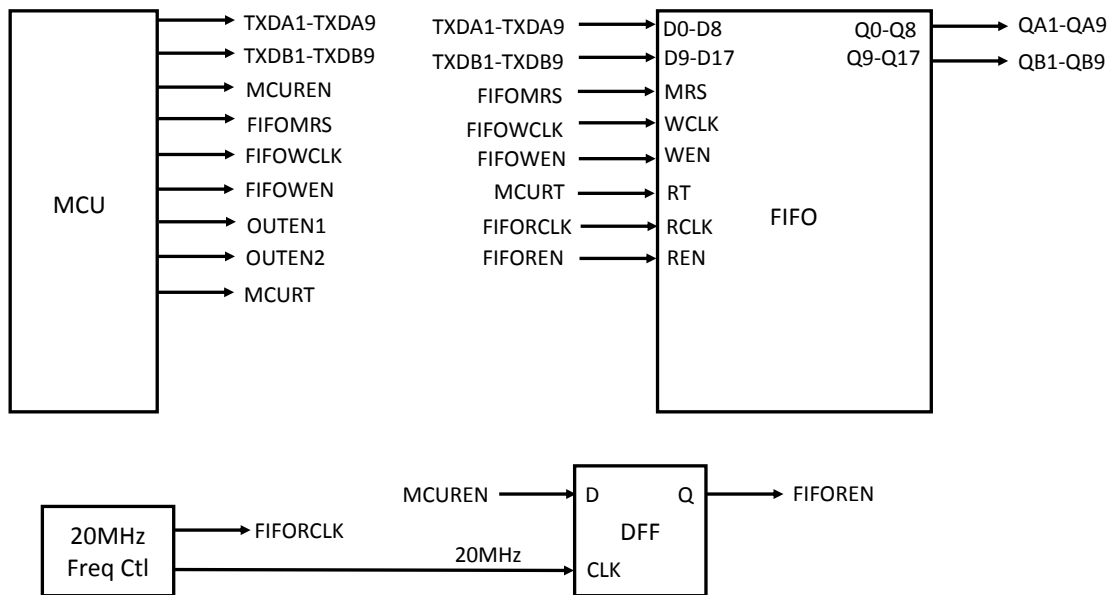 MCU
TXDA1-TXDA9
TXDB1-TXDB9
MCUREN
FIFOMRS
FIFOWCLK
FIFOWEN
OUTEN1
OUTEN2
MCURT
TXDA1-TXDA9
TXDB1-TXDB9
FIFOMRS
FIFOWCLK
FIFOWEN
MCURT
FIFORCLK
FIFOREN
D0-D8
D9-D17
MRS
WCLK
WEN
RT
RCLK
REN
FIFO
Q0-Q8
Q9-Q17
QA1-QA9
QB1-QB9
20MHz
Freq Ctl
FIFORCLK
20MHz
MCUREN
D
Q
DFF
CLK
FIFOREN